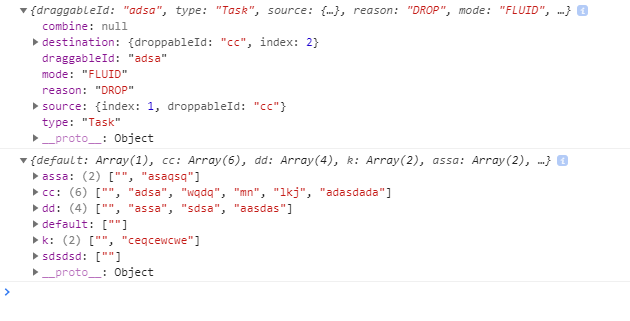 {draggableId: "adsa", type: "Task", source: {…}, reason: "DROP", mode: "FLUID", …}
combine: null
destination: {droppableId: "cc", index: 2}
draggableId: "adsa"
mode: "FLUID"
reason: "DROP"
source: {index: 1, droppableId: "cc"}
type: "Task"
__proto__: Object
{default: Array(1), cc: Array(6), dd: Array(4), k: Array(2), assa: Array(2), …}
assa: (2) ["", "asaqsq"]
cc: (6) ["", "adsa", "wqdq", "mn", "lkj", "adasdada"]
dd: (4) ["", "assa", "sdsa", "aasdas"]
default: [""]
k: (2) ["", "ceqcewcwe"]
sdsdsd: [""]
__proto__: Object